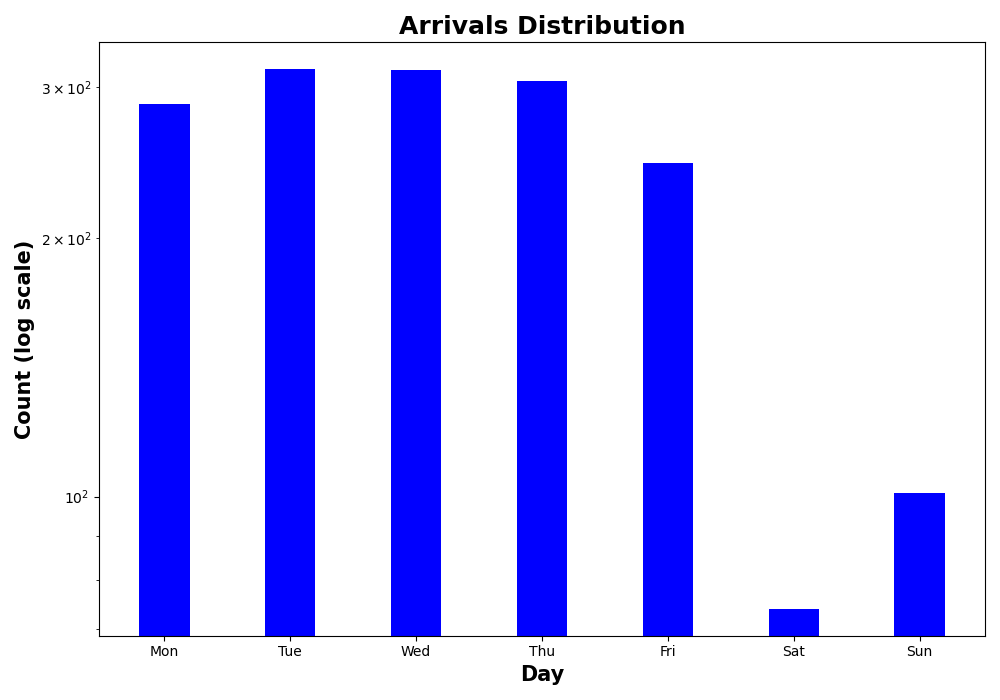 Arrivals Distribution
Count (log scale)
3 × 10²
2 × 10²
10²
Mon Tue Wed Thu Fri Sat Sun
Day